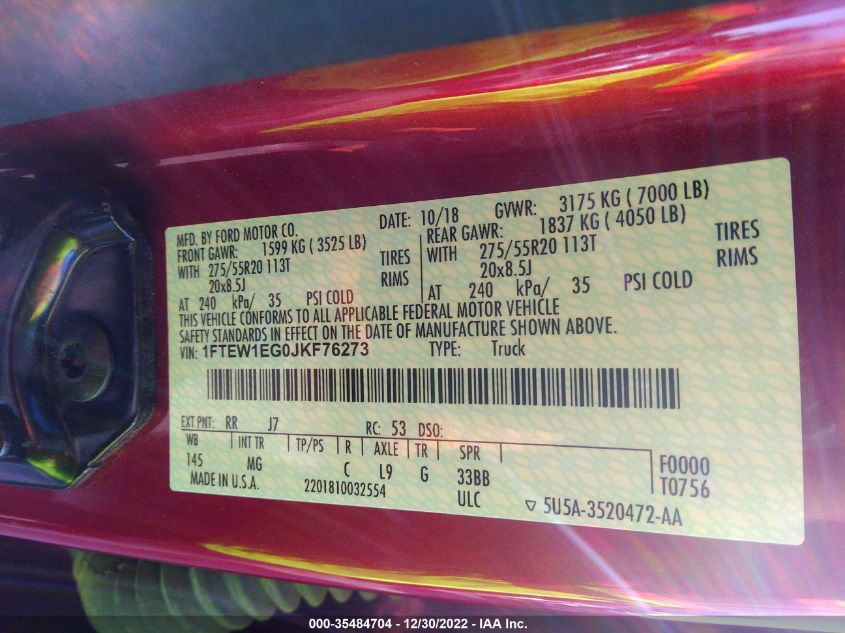 MFD. BY FORD MOTOR CO. DATE: 10/18 GVWR: 3175 KG ( 7000 LB)
FRONT GAWR: 1599 KG ( 3525 LB) REAR GAWR: 1837 KG ( 4050 LB)
WITH 275/55R20 113T TIRES WITH 275/55R20 113T TIRES
20x8.5J RIMS 20x8.5J RIMS
AT 240 kPa/ 35 PSI COLD AT 240 kPa/ 35 PSI COLD
THIS VEHICLE CONFORMS TO ALL APPLICABLE FEDERAL MOTOR VEHICLE
SAFETY STANDARDS IN EFFECT ON THE DATE OF MANUFACTURE SHOWN ABOVE.
VIN: 1FTEW1EG0JKF76273 TYPE: Truck
EXT PNT: RR J7 RC: 53 DSO:
WB INT TR TP/PS R AXLE TR SPR
145 MG C L9 G 33BB F0000
MADE IN U.S.A. 2201810032554 ULC T0756
5U5A-3520472-AA
000-35484704 - 12/30/2022 - IAA Inc.